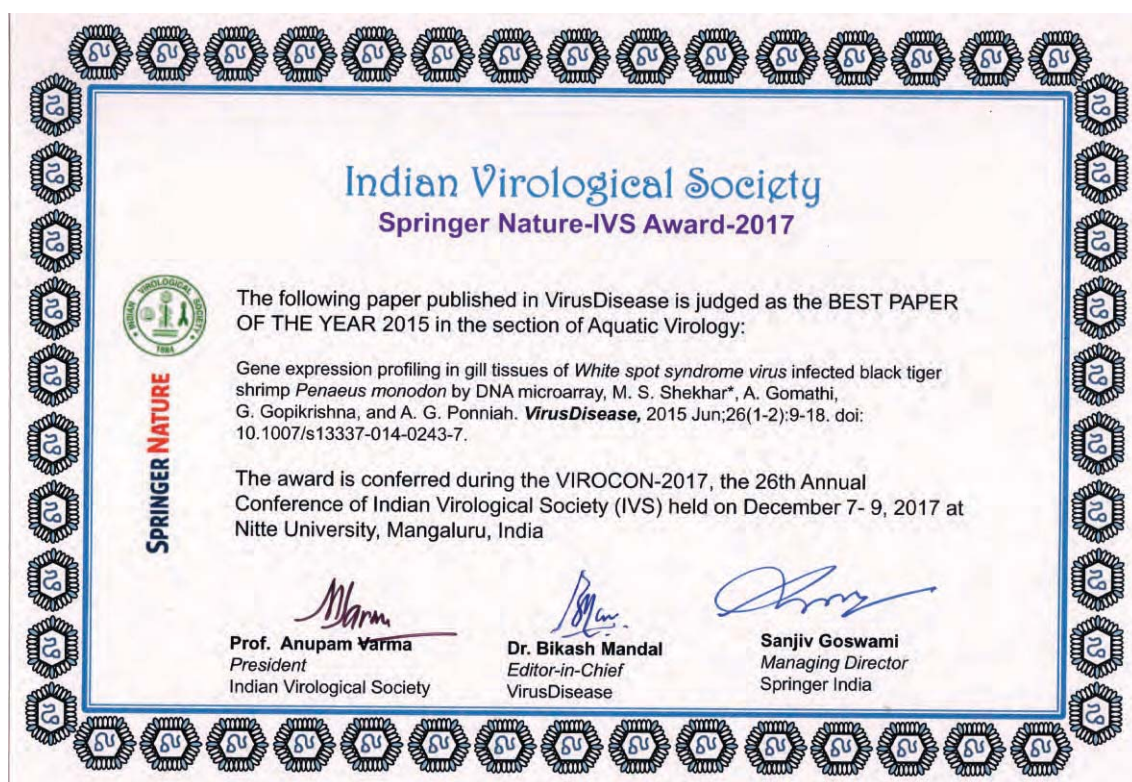 Indian Virological Society
Springer Nature-IVS Award-2017
INDIAN VIROLOGICAL SOCIETY
1984
SPRINGER NATURE
The following paper published in VirusDisease is judged as the BEST PAPER
OF THE YEAR 2015 in the section of Aquatic Virology:
Gene expression profiling in gill tissues of White spot syndrome virus infected black tiger
shrimp Penaeus monodon by DNA microarray, M. S. Shekhar*, A. Gomathi,
G. Gopikrishna, and A. G. Ponniah. VirusDisease, 2015 Jun;26(1-2):9-18. doi:
10.1007/s13337-014-0243-7.
The award is conferred during the VIROCON-2017, the 26th Annual
Conference of Indian Virological Society (IVS) held on December 7- 9, 2017 at
Nitte University, Mangaluru, India
Prof. Anupam Varma
President
Indian Virological Society
Dr. Bikash Mandal
Editor-in-Chief
VirusDisease
Sanjiv Goswami
Managing Director
Springer India